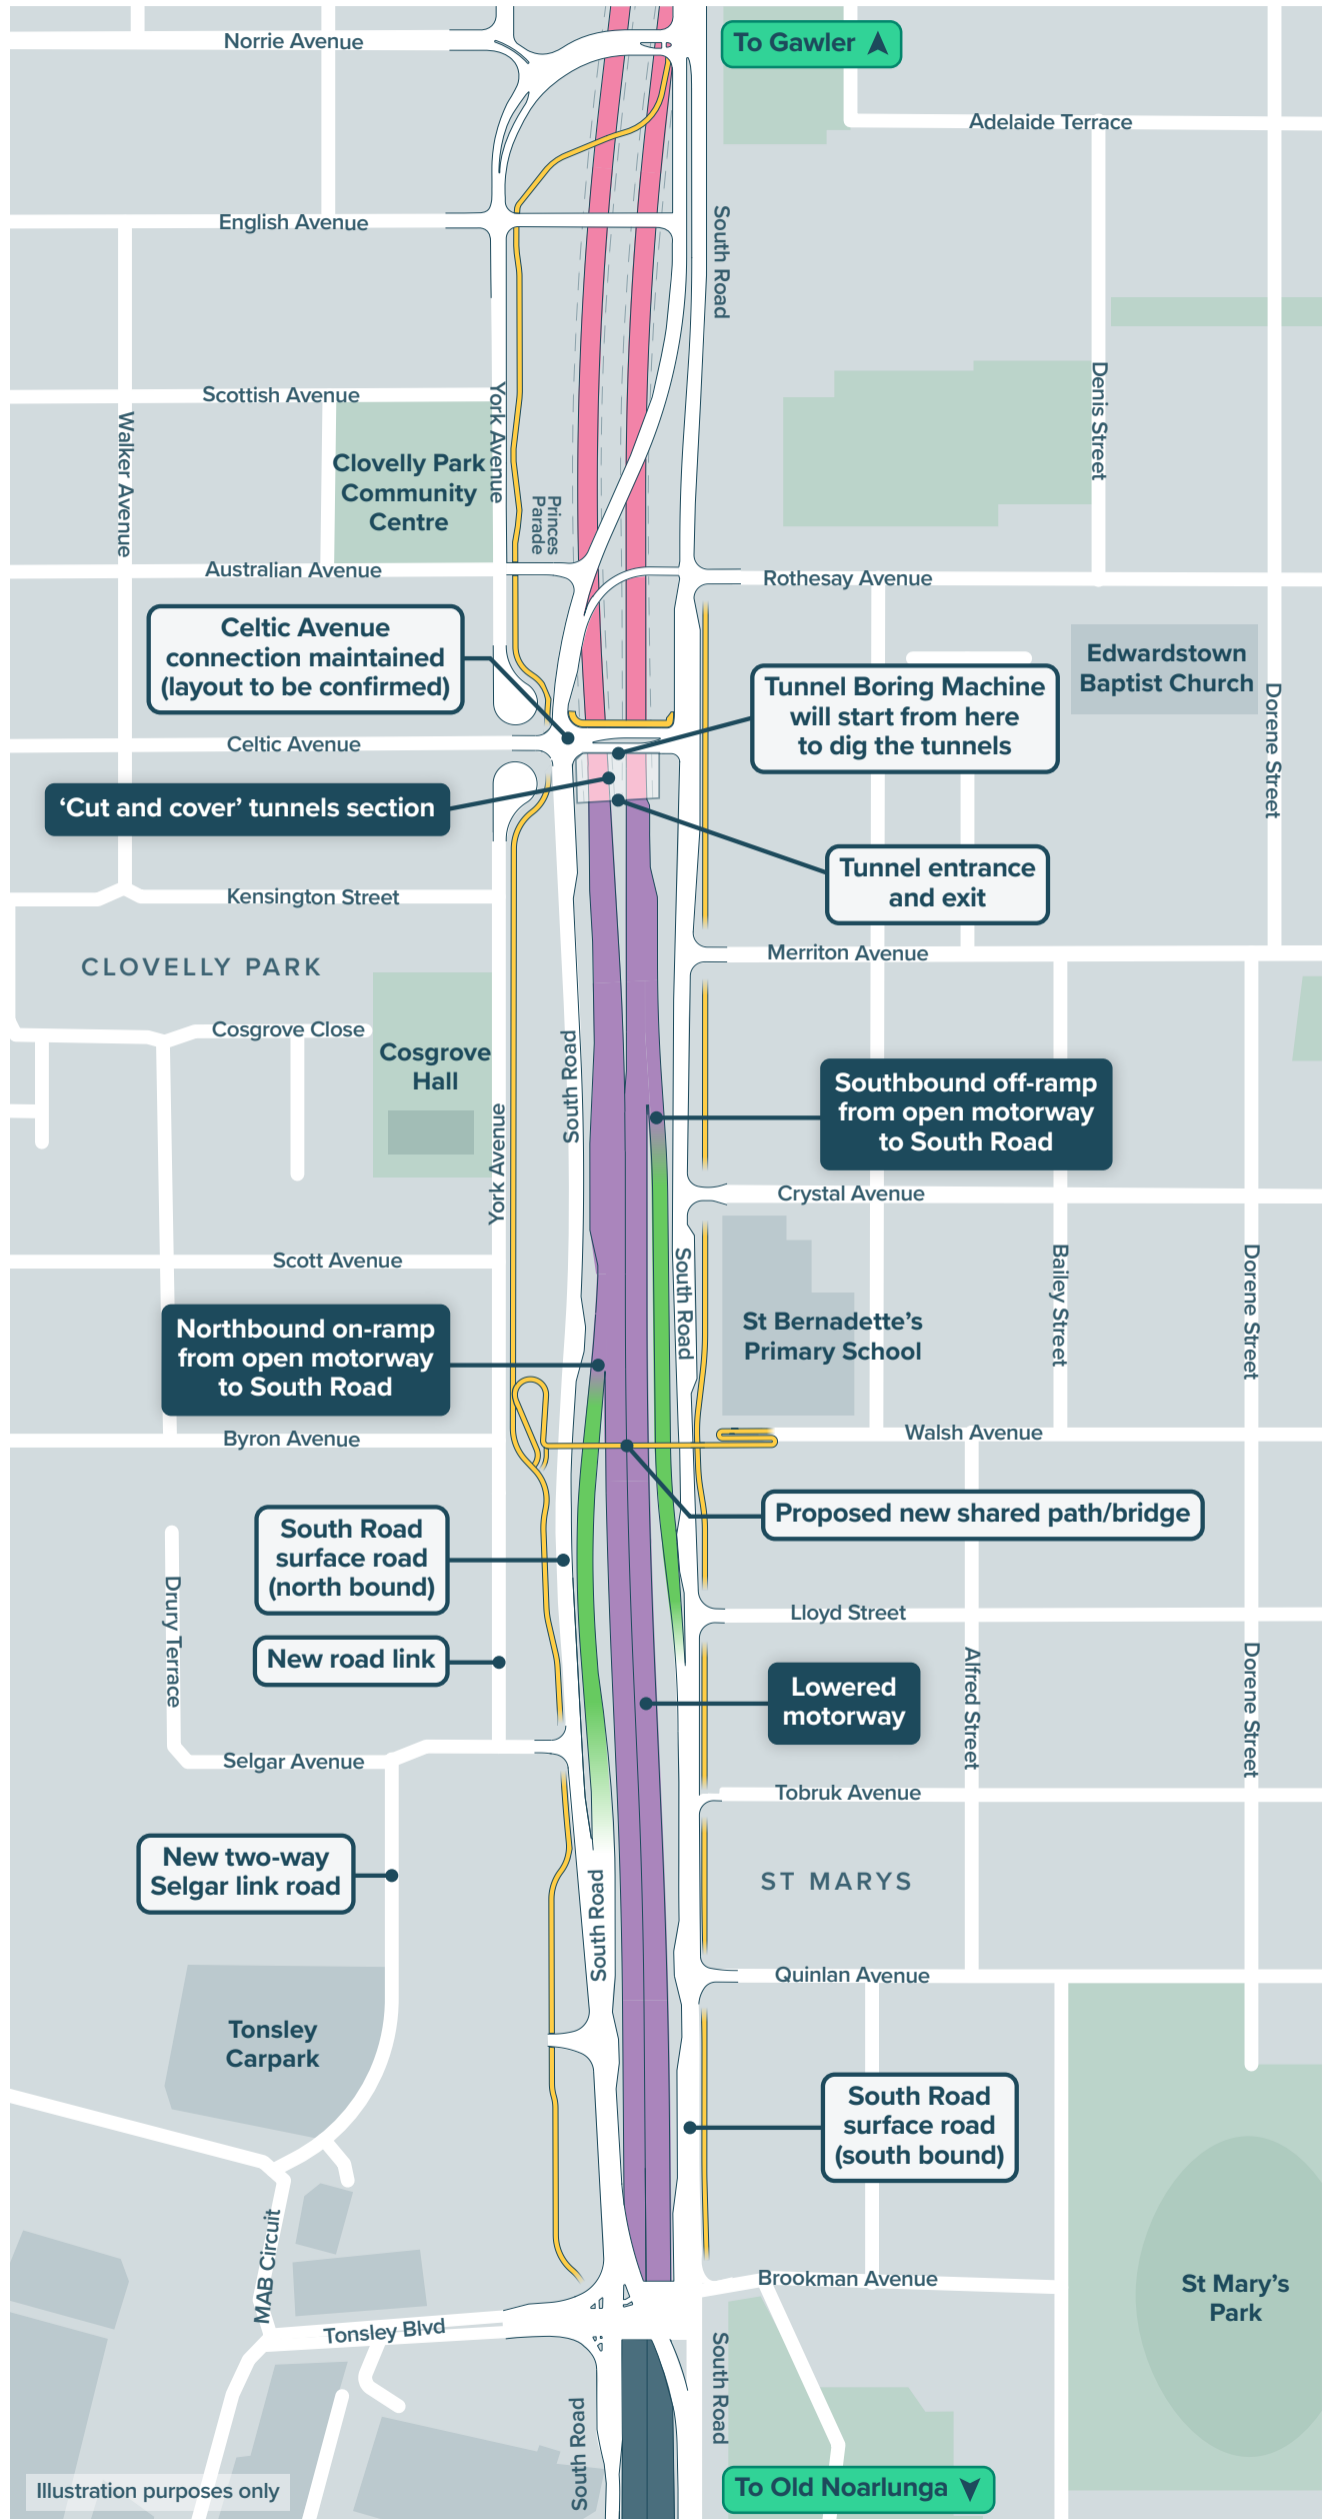 Norrie Avenue
To Gawler
Adelaide Terrace
English Avenue
South Road
Scottish Avenue
Walker Avenue
York Avenue
Denis Street
Clovelly Park
Community
Centre
Princes
Parade
Australian Avenue
Rothesay Avenue
Celtic Avenue
connection maintained
(layout to be confirmed)
Edwardstown
Baptist Church
Tunnel Boring Machine
will start from here
to dig the tunnels
Dorene Street
Celtic Avenue
‘Cut and cover’ tunnels section
Tunnel entrance
and exit
Kensington Street
Merriton Avenue
CLOVELLY PARK
Cosgrove Close
Cosgrove
Hall
South Road
York Avenue
Southbound off-ramp
from open motorway
to South Road
Crystal Avenue
Scott Avenue
South Road
Bailey Street
Dorene Street
Northbound on-ramp
from open motorway
to South Road
St Bernadette’s
Primary School
Byron Avenue
Walsh Avenue
Proposed new shared path/bridge
South Road
surface road
(north bound)
Drury Terrace
Lloyd Street
New road link
Lowered
motorway
Alfred Street
Dorene Street
Selgar Avenue
Tobruk Avenue
New two-way
Selgar link road
ST MARYS
South Road
Quinlan Avenue
Tonsley
Carpark
South Road
surface road
(south bound)
MAB Circuit
Brookman Avenue
St Mary’s
Park
Tonsley Blvd
South Road
South Road
Illustration purposes only
To Old Noarlunga